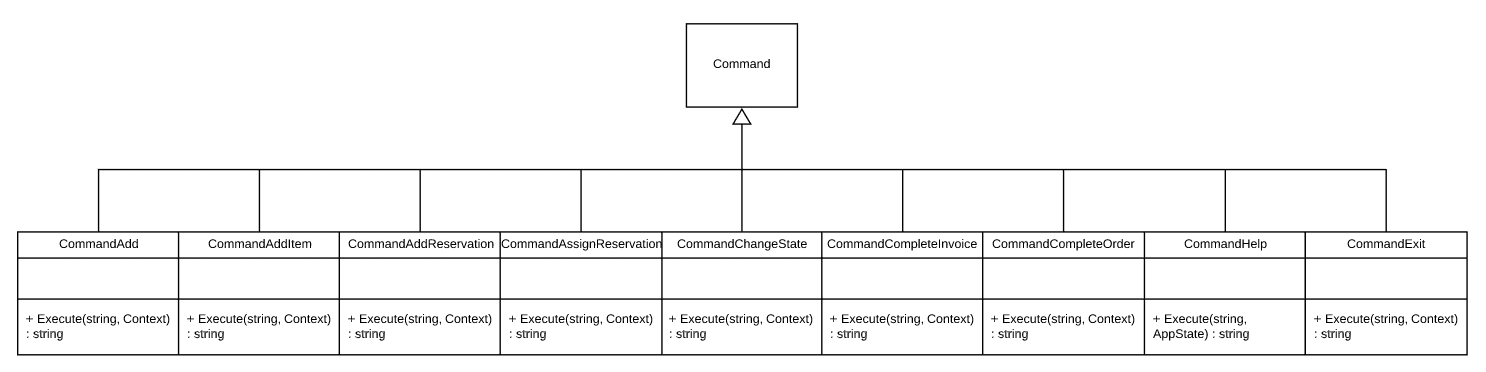 Command
CommandAdd
CommandAddItem
CommandAddReservation
CommandAssignReservation
CommandChangeState
CommandCompleteInvoice
CommandCompleteOrder
CommandHelp
CommandExit
+ Execute(string, Context)
: string
+ Execute(string, Context)
: string
+ Execute(string, Context)
: string
+ Execute(string, Context)
: string
+ Execute(string, Context)
: string
+ Execute(string, Context)
: string
+ Execute(string, Context)
: string
+ Execute(string,
AppState) : string
+ Execute(string, Context)
: string